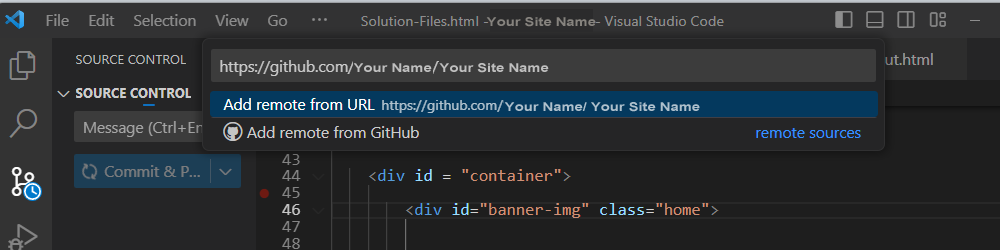 File Edit Selection View Go Run Solution-Files.html -Your Site Name- Visual Studio Code
https://github.com/Your Name/Your Site Name
SOURCE CONTROL
ut.html
Add remote from URL https://github.com/Your Name/ Your Site Name
SOURCE CONTROL
Message (Ctrl+En
Add remote from GitHub remote sources
43
44 <div id = "container">
Commit & P...
45
46 <div id="banner-img" class="home">
47
48